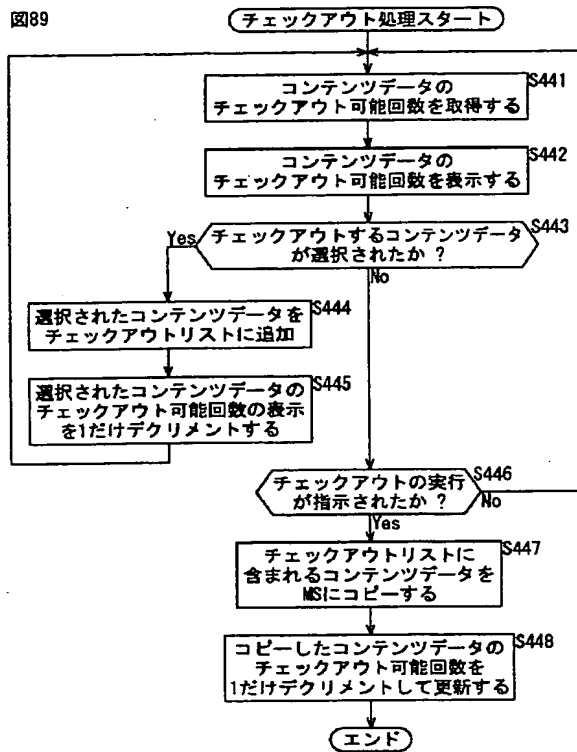 図89
チェックアウト処理スタート
S441
コンテンツデータの
チェックアウト可能回数を取得する
S442
コンテンツデータの
チェックアウト可能回数を表示する
S443
チェックアウトするコンテンツデータ
が選択されたか ?
Yes
No
S444
選択されたコンテンツデータを
チェックアウトリストに追加
S445
選択されたコンテンツデータの
チェックアウト可能回数の表示
を1だけデクリメントする
S446
チェックアウトの実行
が指示されたか ?
No
Yes
S447
チェックアウトリストに
含まれるコンテンツデータを
MSにコピーする
S448
コピーしたコンテンツデータの
チェックアウト可能回数を
1だけデクリメントして更新する
エンド